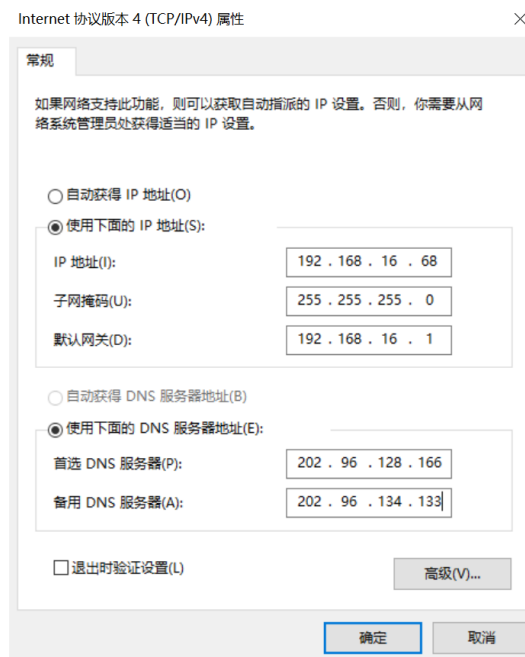 Internet 协议版本 4 (TCP/IPv4) 属性
常规
如果网络支持此功能，则可以获取自动指派的 IP 设置。否则，你需要从网
络系统管理员处获得适当的 IP 设置。
自动获得 IP 地址(O)
使用下面的 IP 地址(S):
IP 地址(I): 192 . 168 . 16 . 68
子网掩码(U): 255 . 255 . 255 . 0
默认网关(D): 192 . 168 . 16 . 1
自动获得 DNS 服务器地址(B)
使用下面的 DNS 服务器地址(E):
首选 DNS 服务器(P): 202 . 96 . 128 . 166
备用 DNS 服务器(A): 202 . 96 . 134 . 133
退出时验证设置(L)
高级(V)...
确定 取消